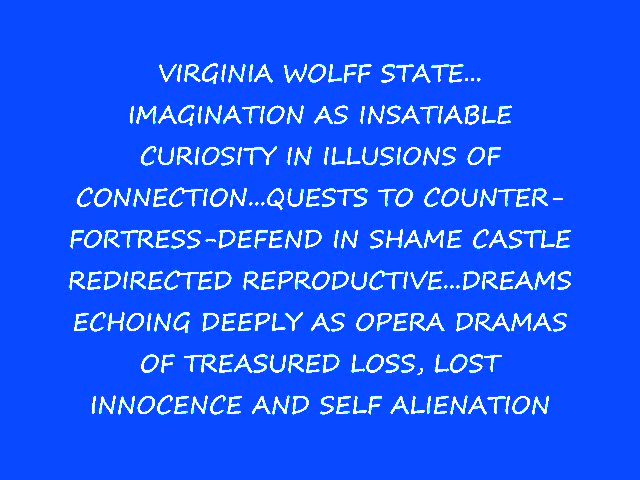 VIRGINIA WOLFF STATE...
IMAGINATION AS INSATIABLE
CURIOSITY IN ILLUSIONS OF
CONNECTION...QUESTS TO COUNTER-
FORTRESS-DEFEND IN SHAME CASTLE
REDIRECTED REPRODUCTIVE...DREAMS
ECHOING DEEPLY AS OPERA DRAMAS
OF TREASURED LOSS, LOST
INNOCENCE AND SELF ALIENATION